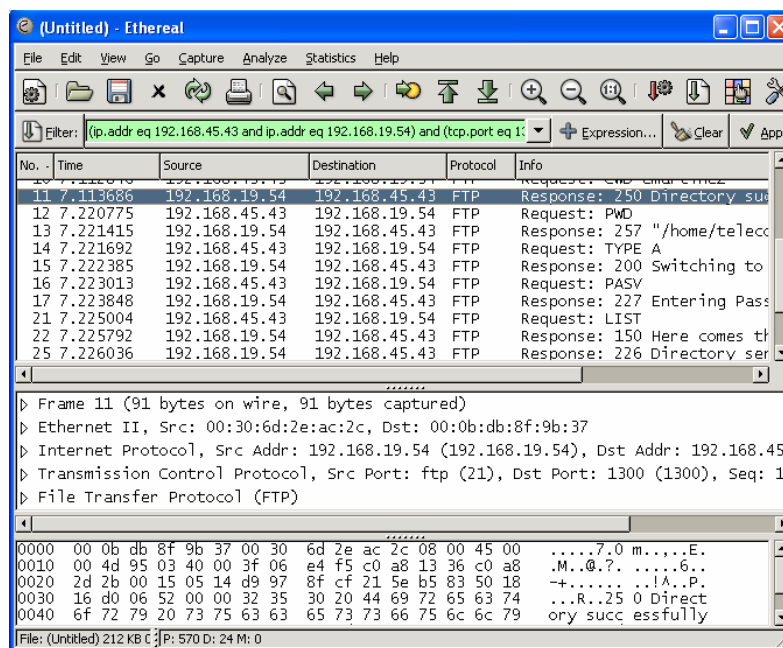 (Untitled) - Ethereal
File Edit View Go Capture Analyze Statistics Help
Filter: (ip.addr eq 192.168.45.43 and ip.addr eq 192.168.19.54) and (tcp.port eq 1 Expression... Clear App
No. - Time Source Destination Protocol Info
11 7.113686 192.168.19.54 192.168.45.43 FTP Response: 250 Directory suc
12 7.220775 192.168.45.43 192.168.19.54 FTP Request: PWD
13 7.221415 192.168.19.54 192.168.45.43 FTP Response: 257 "/home/teleco
14 7.221692 192.168.45.43 192.168.19.54 FTP Request: TYPE A
15 7.222385 192.168.19.54 192.168.45.43 FTP Response: 200 Switching to
16 7.223013 192.168.45.43 192.168.19.54 FTP Request: PASV
17 7.223848 192.168.19.54 192.168.45.43 FTP Response: 227 Entering Pass
21 7.225004 192.168.45.43 192.168.19.54 FTP Request: LIST
22 7.225792 192.168.19.54 192.168.45.43 FTP Response: 150 Here comes th
25 7.226036 192.168.19.54 192.168.45.43 FTP Response: 226 Directory ser
Frame 11 (91 bytes on wire, 91 bytes captured)
Ethernet II, Src: 00:30:6d:2e:ac:2c, Dst: 00:0b:db:8f:9b:37
Internet Protocol, Src Addr: 192.168.19.54 (192.168.19.54), Dst Addr: 192.168.45
Transmission Control Protocol, Src Port: ftp (21), Dst Port: 1300 (1300), Seq: 1
File Transfer Protocol (FTP)
0000 00 0b db 8f 9b 37 00 30 6d 2e ac 2c 08 00 45 00 .....7.0 m..,..E.
0010 00 4d 95 03 40 00 3f 06 e4 f5 c0 a8 13 36 c0 a8 .M..@.?. .....6..
0020 2d 2b 00 15 05 14 d9 97 8f cf 21 5e b5 83 50 18 -+...... ..!^..P.
0030 16 d0 06 52 00 00 32 35 30 20 44 69 72 65 63 74 ...R..25 0 Direct
0040 6f 72 79 20 73 75 63 63 65 73 73 66 75 6c 6c 79 ory succ essfully
File: (Untitled) 212 KB P: 570 D: 24 M: 0